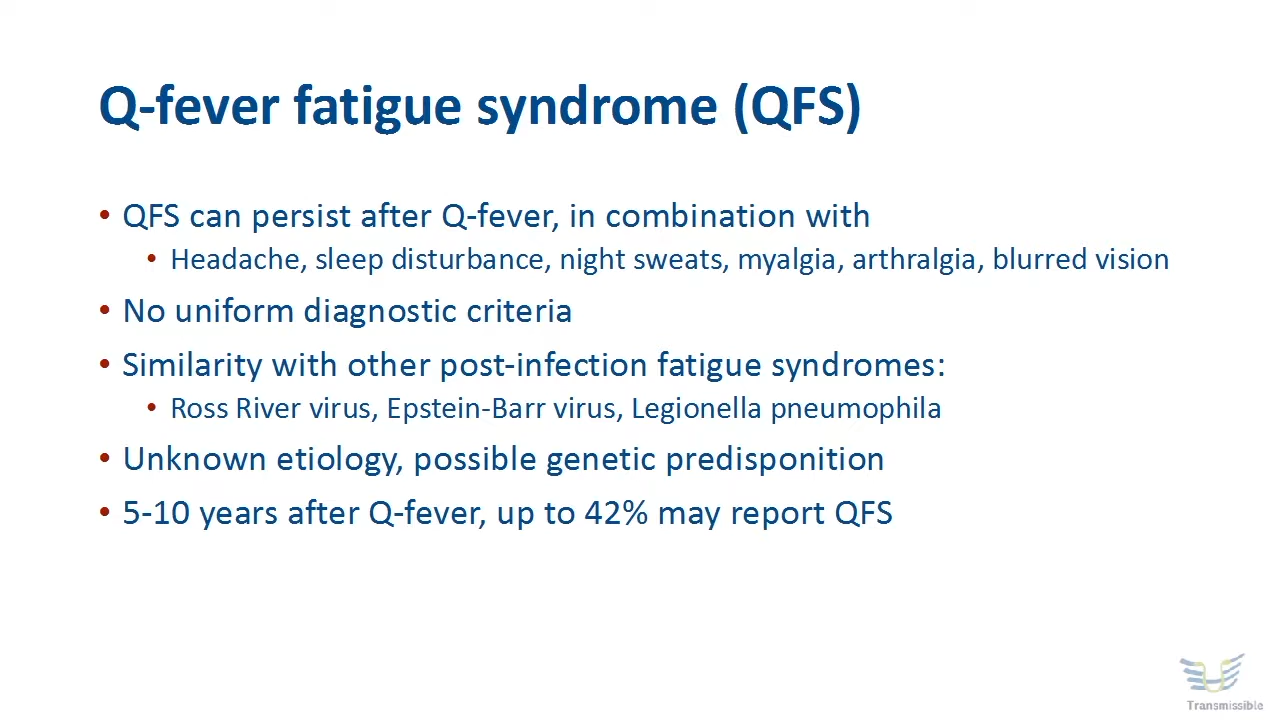 Q-fever fatigue syndrome (QFS)
• QFS can persist after Q-fever, in combination with
• Headache, sleep disturbance, night sweats, myalgia, arthralgia, blurred vision
• No uniform diagnostic criteria
• Similarity with other post-infection fatigue syndromes:
• Ross River virus, Epstein-Barr virus, Legionella pneumophila
• Unknown etiology, possible genetic predisponition
• 5-10 years after Q-fever, up to 42% may report QFS
Transmissible